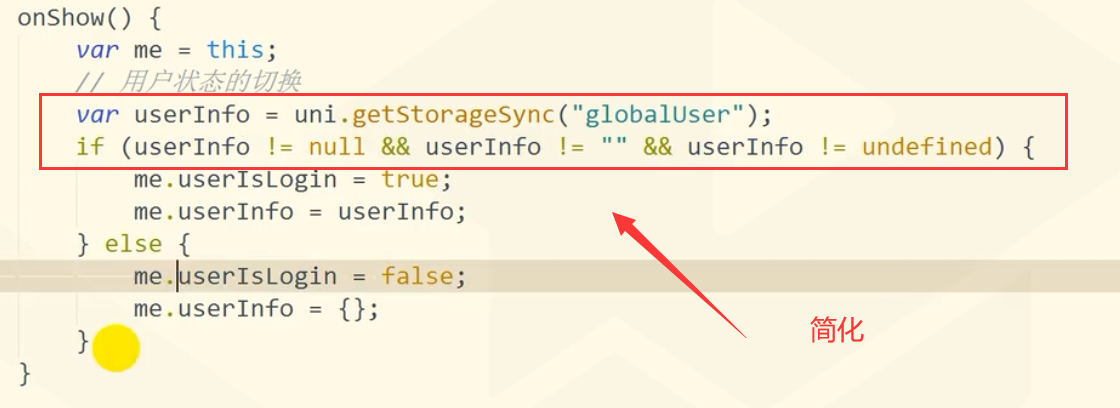 onShow() {
var me = this;
// 用户状态的切换
var userInfo = uni.getStorageSync("globalUser");
if (userInfo != null && userInfo != "" && userInfo != undefined) {
me.userIsLogin = true;
me.userInfo = userInfo;
} else {
me.userIsLogin = false;
me.userInfo = {};
}
简化
}